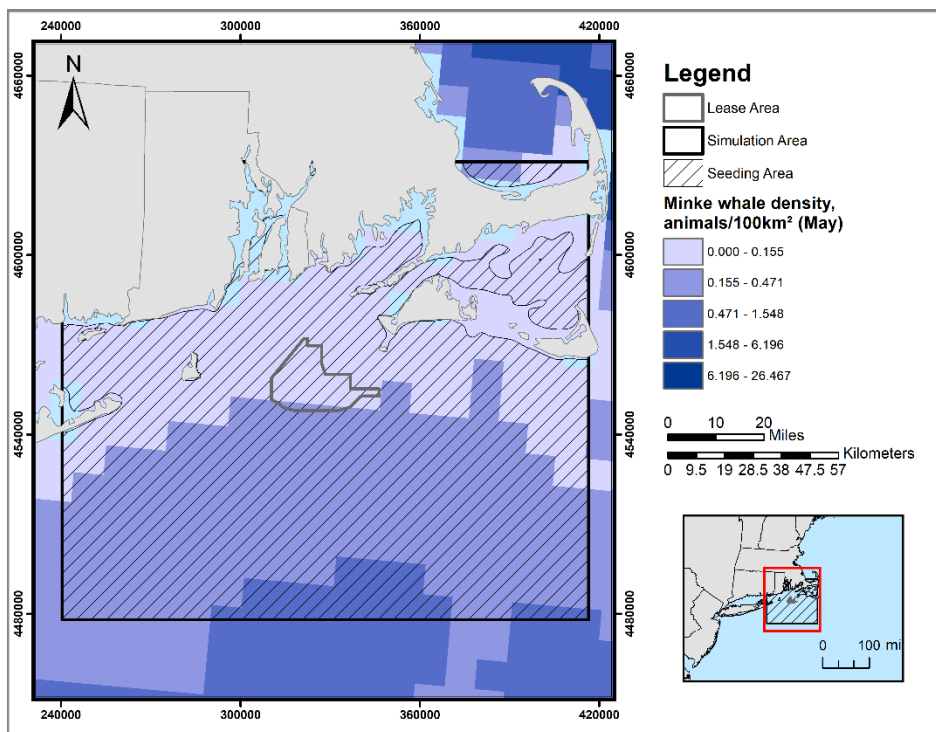 240000 300000 360000 420000
4660000
4600000
4540000
4480000
4660000
4600000
4540000
4480000
N
240000 300000 360000 420000
Legend
Lease Area
Simulation Area
Seeding Area
Minke whale density,
animals/100km² (May)
0.000 - 0.155
0.155 - 0.471
0.471 - 1.548
1.548 - 6.196
6.196 - 26.467
0 10 20
Miles
Kilometers
0 9.5 19 28.5 38 47.5 57
0 100 mi